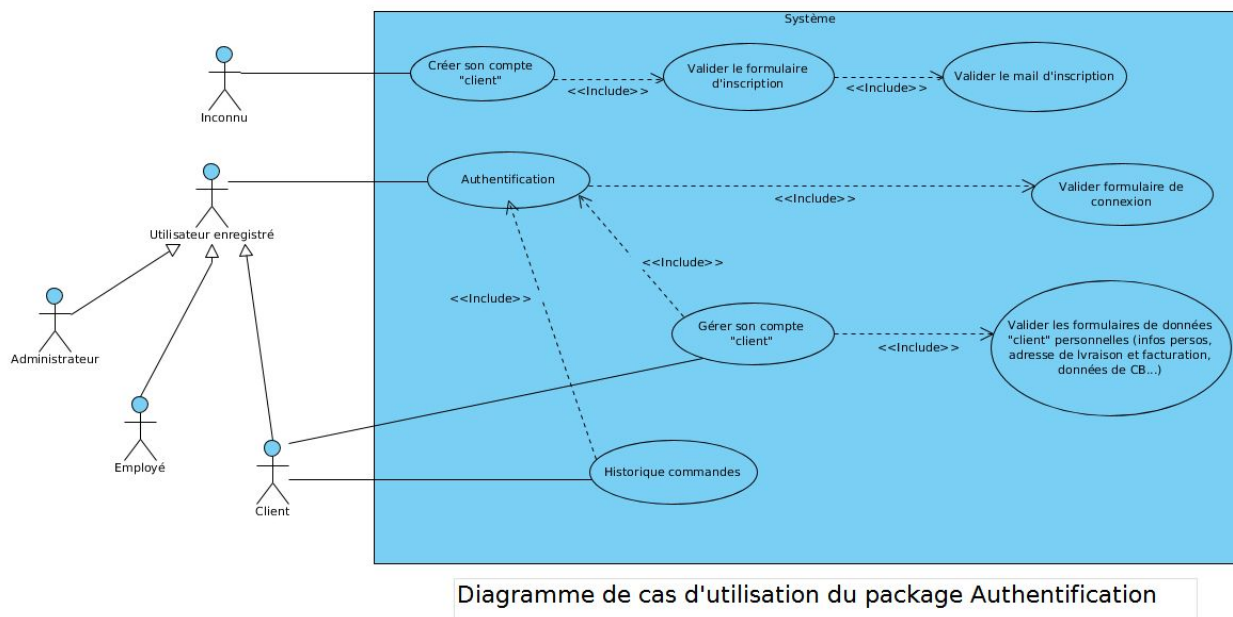 Système
Créer son compte
"client"
<<Include>>
Valider le formulaire
d'inscription
<<Include>>
Valider le mail d'inscription
Inconnu
Authentification
<<Include>>
Valider formulaire de
connexion
Utilisateur enregistré
<<Include>>
<<Include>>
Administrateur
Gérer son compte
"client"
<<Include>>
Valider les formulaires de données
"client" personnelles (infos persos,
adresse de lvraison et facturation,
données de CB...)
Employé
Historique commandes
Client
Diagramme de cas d'utilisation du package Authentification